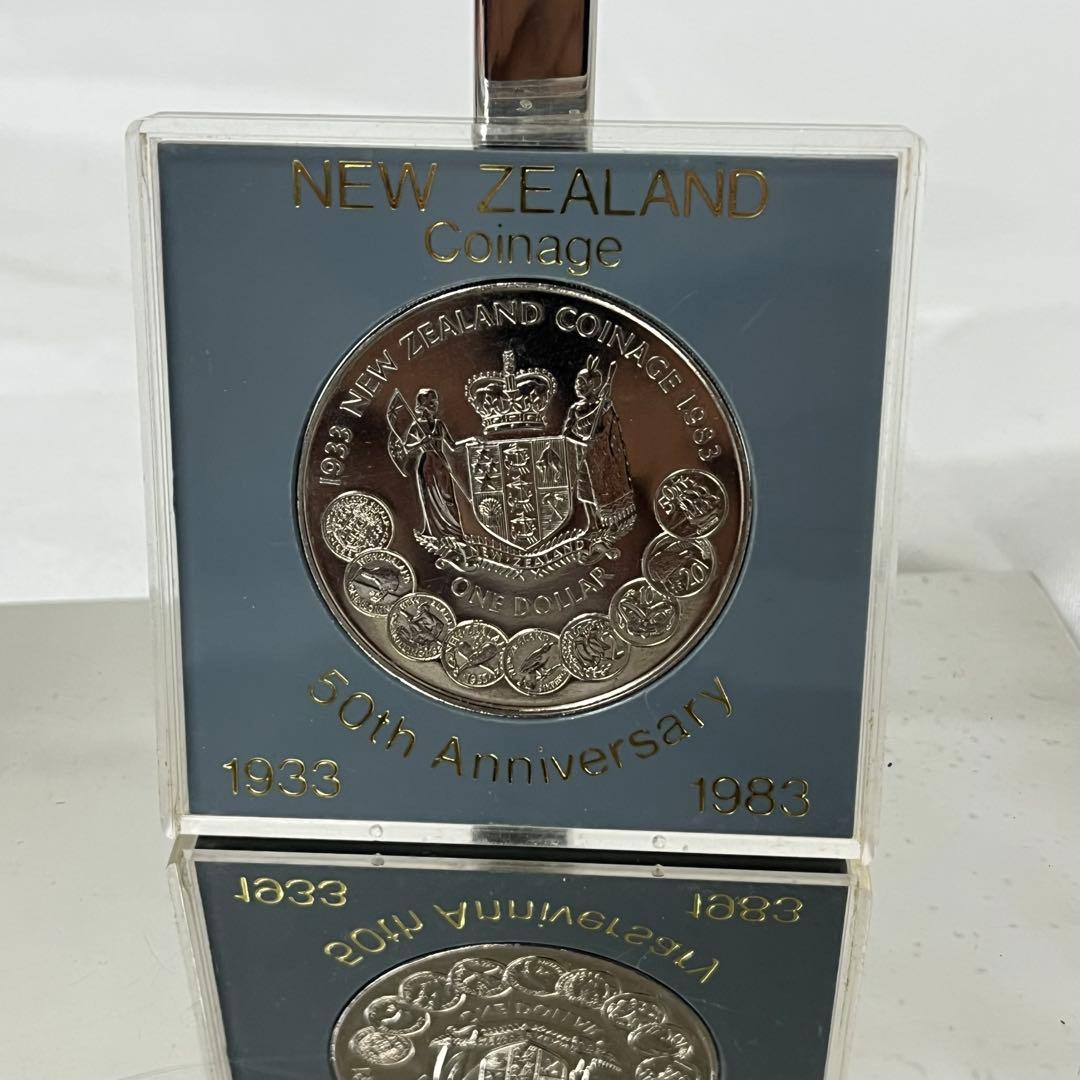 NEW ZEALAND
Coinage
1933 NEW ZEALAND COINAGE 1983
NEW ZEALAND
ONE DOLLAR
50th Anniversary
1933
1983